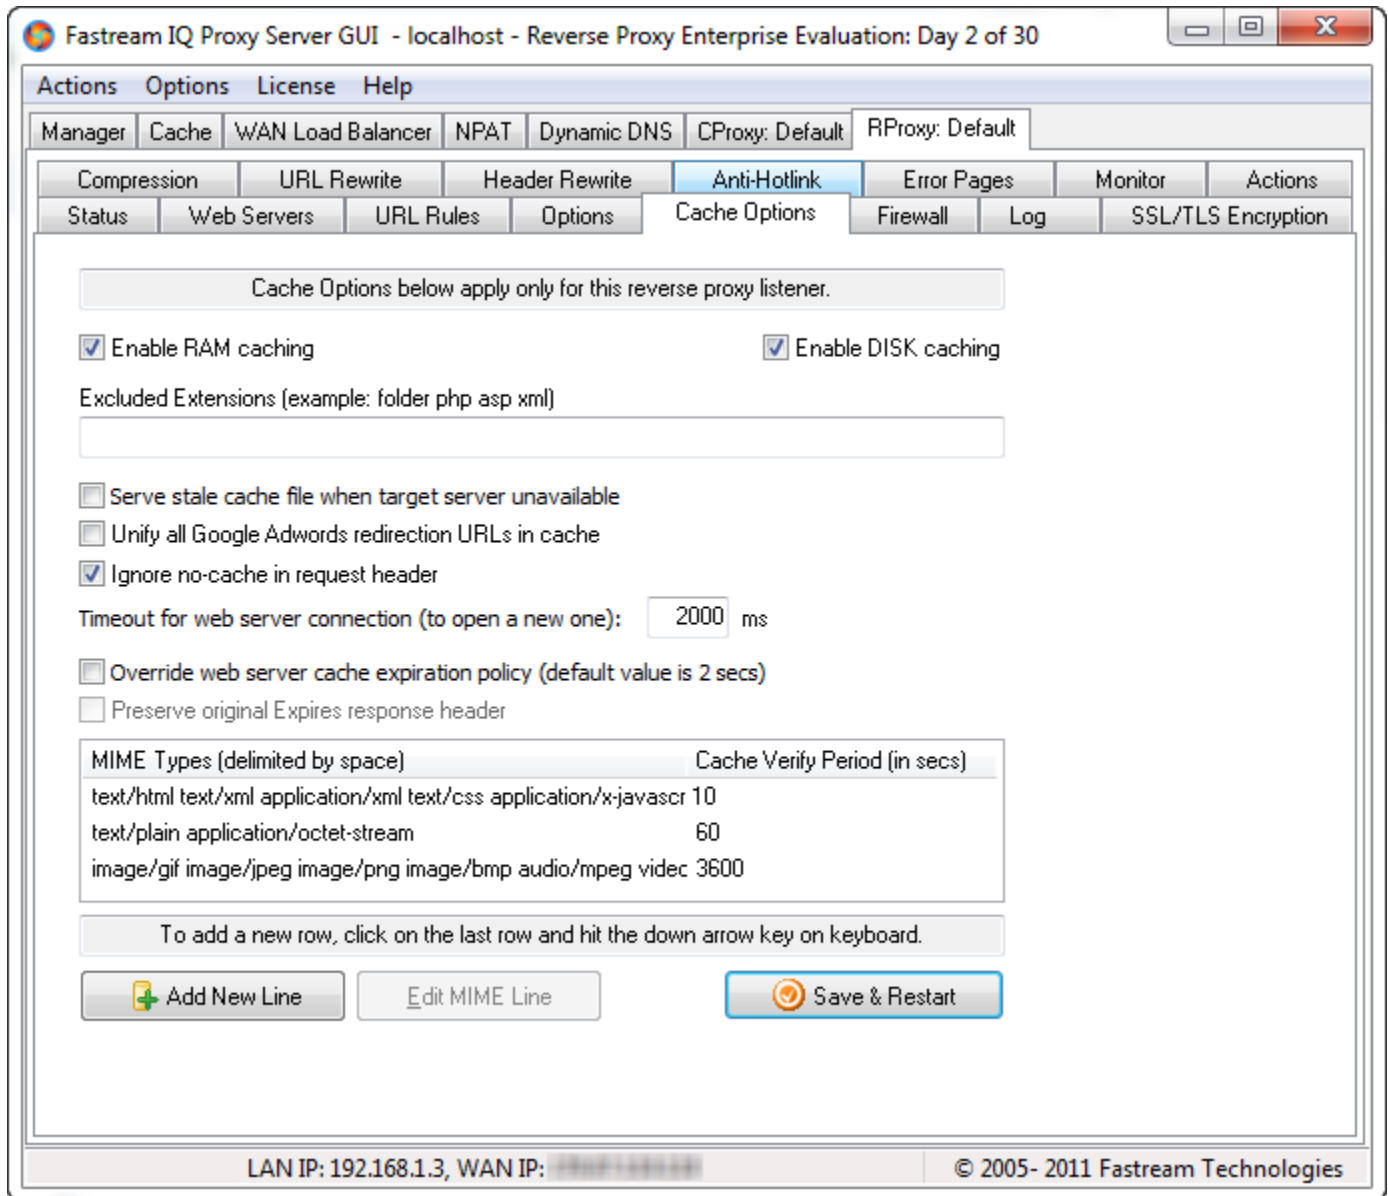 Fastream IQ Proxy Server GUI - localhost - Reverse Proxy Enterprise Evaluation: Day 2 of 30
Actions Options License Help
Manager Cache WAN Load Balancer NPAT Dynamic DNS CProxy: Default RProxy: Default
Compression URL Rewrite Header Rewrite Anti-Hotlink Error Pages Monitor Actions
Status Web Servers URL Rules Options Cache Options Firewall Log SSL/TLS Encryption
Cache Options below apply only for this reverse proxy listener.
Enable RAM caching Enable DISK caching
Excluded Extensions (example: folder php asp xml)
Serve stale cache file when target server unavailable
Unify all Google Adwords redirection URLs in cache
Ignore no-cache in request header
Timeout for web server connection (to open a new one): 2000 ms
Override web server cache expiration policy (default value is 2 secs)
Preserve original Expires response header
MIME Types (delimited by space) Cache Verify Period (in secs)
text/html text/xml application/xml text/css application/x-javascr 10
text/plain application/octet-stream 60
image/gif image/jpeg image/png image/bmp audio/mpeg videc 3600
To add a new row, click on the last row and hit the down arrow key on keyboard.
Add New Line Edit MIME Line Save & Restart
LAN IP: 192.168.1.3, WAN IP: © 2005- 2011 Fastream Technologies